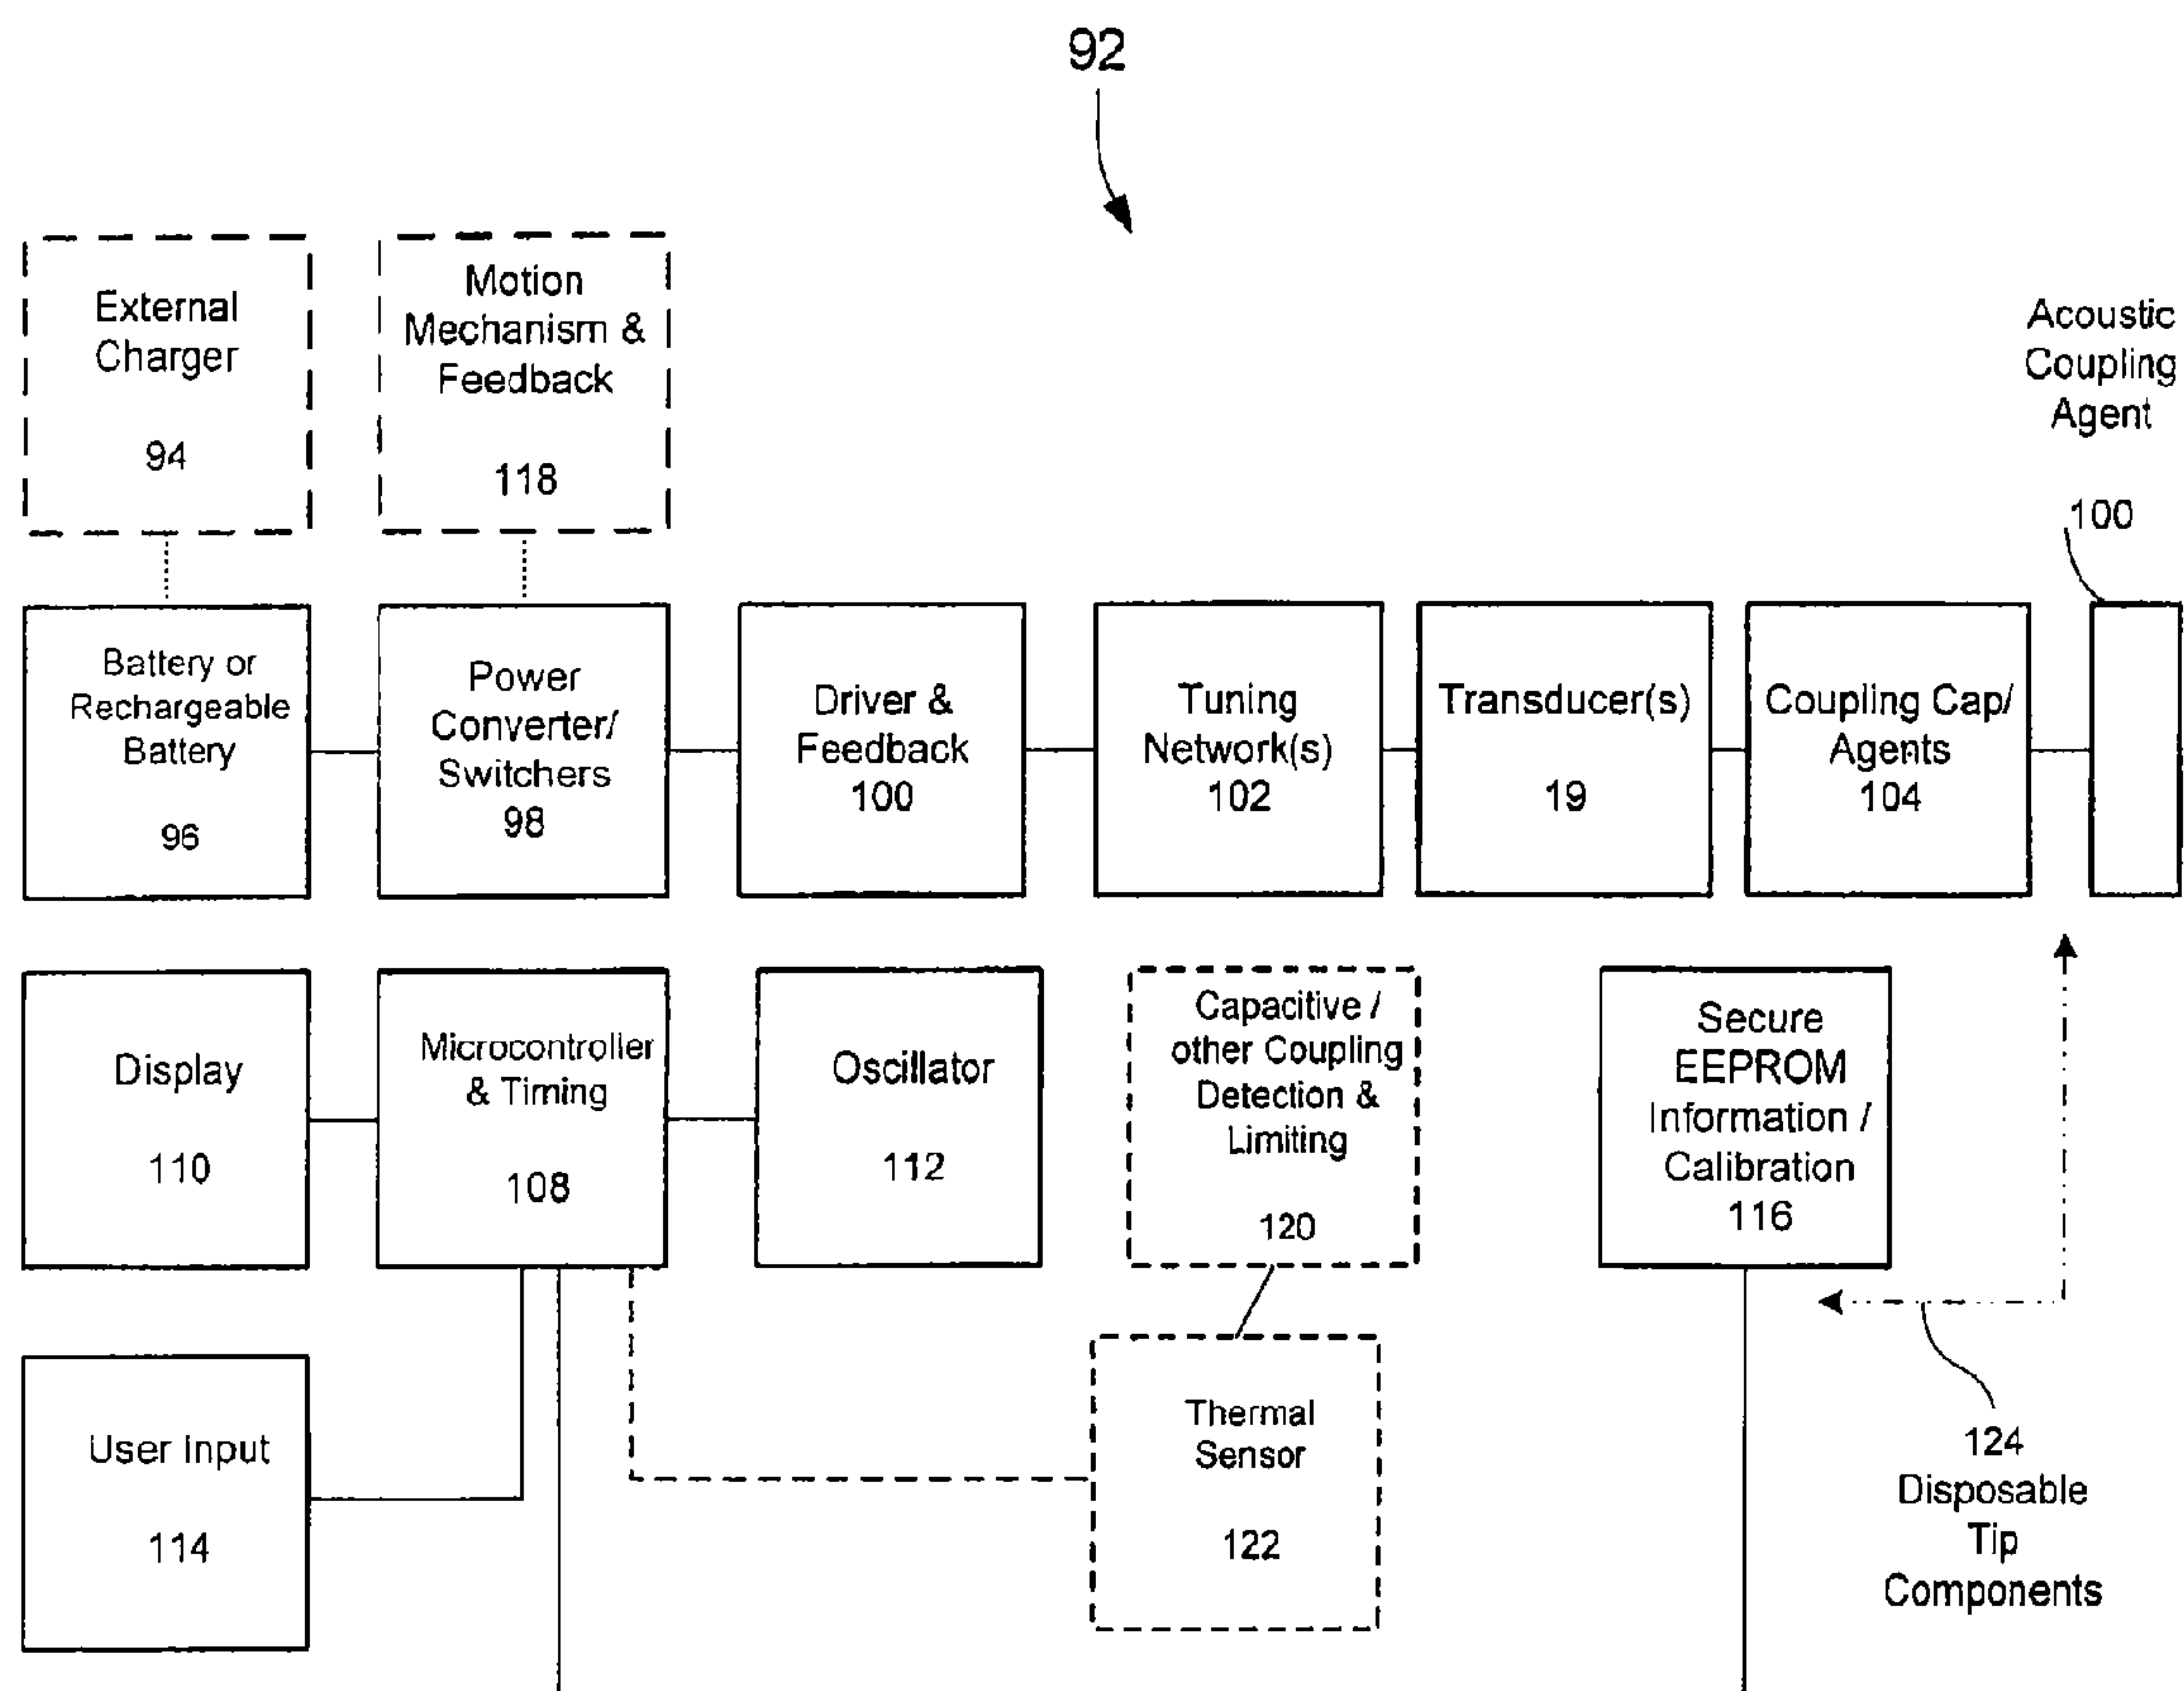 92
External
Charger
94
Motion
Mechanism &
Feedback
118
Acoustic
Coupling
Agent
100
Battery or
Rechargeable
Battery
96
Power
Converter/
Switchers
98
Driver &
Feedback
100
Tuning
Network(s)
102
Transducer(s)
19
Coupling Cap/
Agents
104
Display
110
Microcontroller
& Timing
108
Oscillator
112
Capacitive /
other Coupling
Detection &
Limiting
120
Secure
EEPROM
Information /
Calibration
116
User Input
114
Thermal
Sensor
122
124
Disposable
Tip
Components